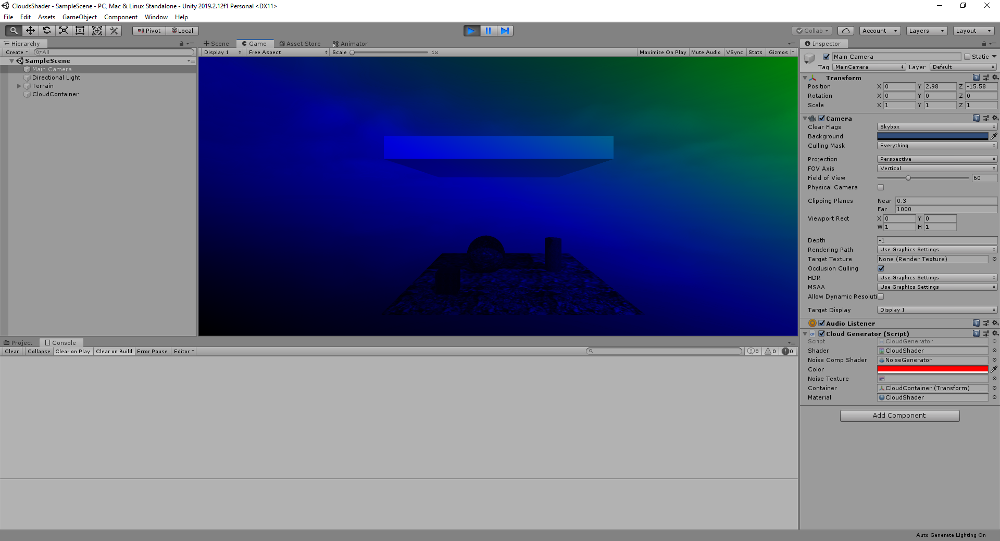 CloudsShader - SampleScene - PC, Mac & Linux Standalone - Unity 2019.2.12f1 Personal <DX11>
File Edit Assets GameObject Component Window Help
Pivot Local Collab Account Layers Layout
Hierarchy
Create All
SampleScene
Main Camera
Directional Light
Terrain
CloudContainer
Scene Game Asset Store Animator
Display 1 Free Aspect Scale 1x Maximize On Play Mute Audio VSync Stats Gizmos
Project Console
Clear Collapse Clear on Play Clear on Build Error Pause Editor 0 0 0
Inspector
Main Camera Static
Tag MainCamera Layer Default
Transform
Position X 0 Y 2.98 Z -15.58
Rotation X 0 Y 0 Z 0
Scale X 1 Y 1 Z 1
Camera
Clear Flags Skybox
Background
Culling Mask Everything
Projection Perspective
FOV Axis Vertical
Field of View 60
Physical Camera
Clipping Planes Near 0.3
Far 1000
Viewport Rect X 0 Y 0
W 1 H 1
Depth -1
Rendering Path Use Graphics Settings
Target Texture None (Render Texture)
Occlusion Culling
HDR Use Graphics Settings
MSAA Use Graphics Settings
Allow Dynamic Resoluti
Target Display Display 1
Audio Listener
Cloud Generator (Script)
Script CloudGenerator
Shader CloudShader
Noise Comp Shader NoiseGenerator
Color
Noise Texture
Container CloudContainer (Transform)
Material CloudShader
Add Component
Auto Generate Lighting On